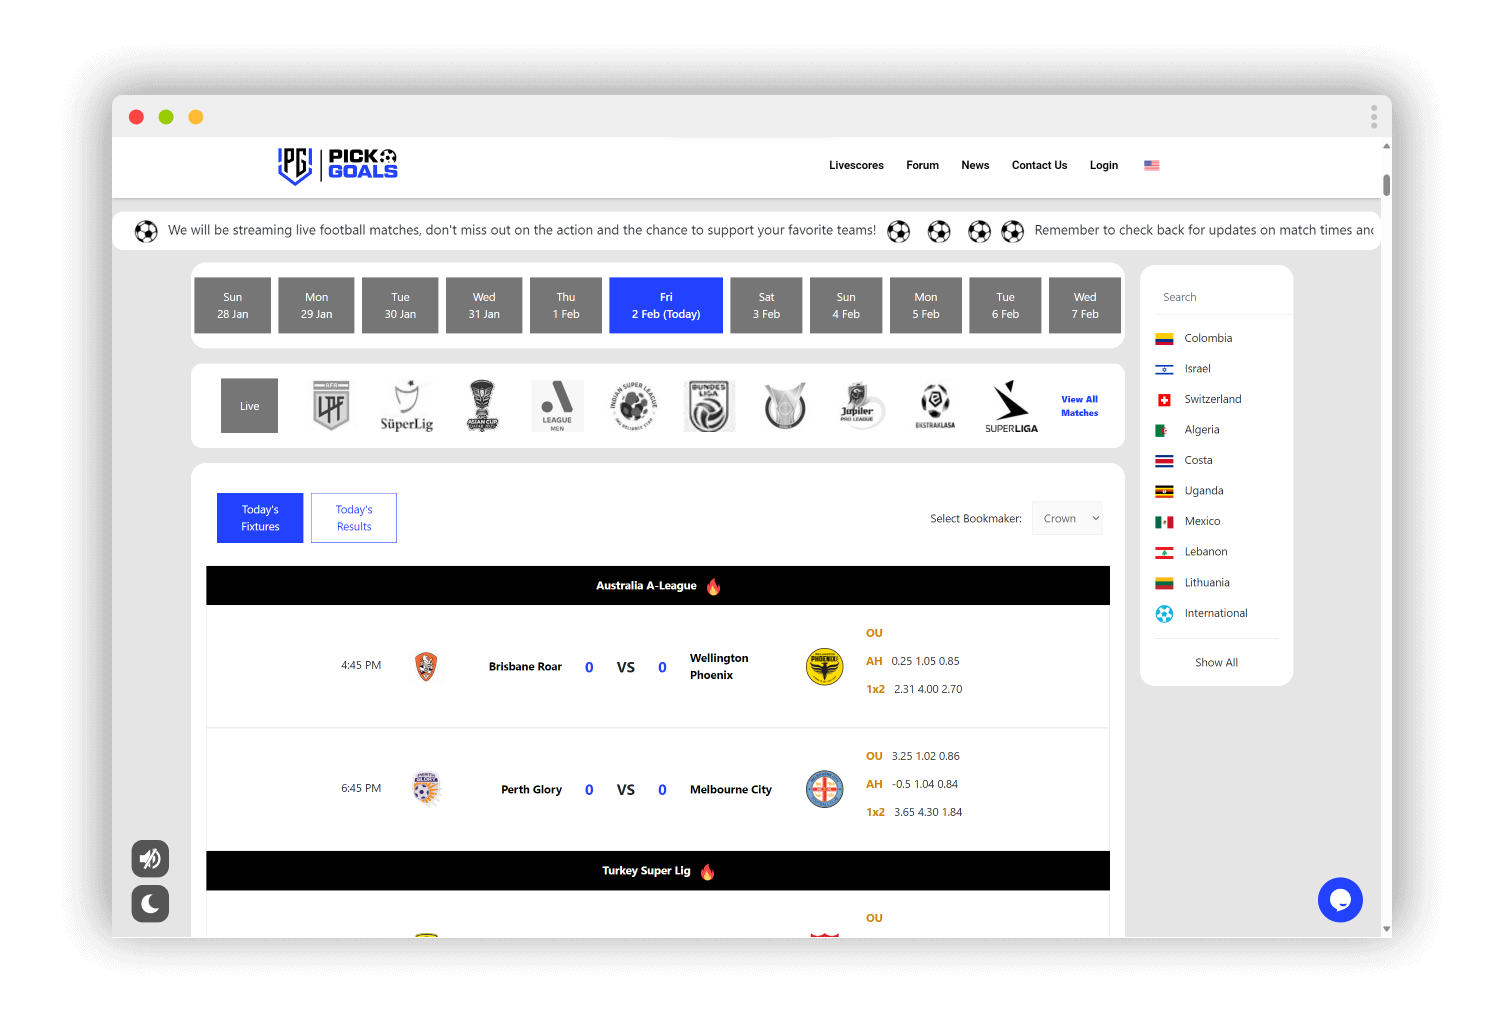 PG
PICK
GOALS
Livescores
Forum
News
Contact Us
Login
We will be streaming live football matches, don't miss out on the action and the chance to support your favorite teams!
Remember to check back for updates on match times and
Sun
28 Jan
Mon
29 Jan
Tue
30 Jan
Wed
31 Jan
Thu
1 Feb
Fri
2 Feb (Today)
Sat
3 Feb
Sun
4 Feb
Mon
5 Feb
Tue
6 Feb
Wed
7 Feb
Live
LPF
SüperLig
ASIAN CUP
A
LEAGUE
MEN
INDIAN SUPER LEAGUE
BUNDES
LIGA
Jupiler
PRO LEAGUE
EKSTRAKLASA
SUPERLIGA
View All
Matches
Today's
Fixtures
Today's
Results
Select Bookmaker:
Crown
Australia A-League
4:45 PM
Brisbane Roar
0
VS
0
Wellington
Phoenix
PHOENIX
OU
AH 0.25 1.05 0.85
1x2 2.31 4.00 2.70
6:45 PM
PERTH
GLORY
Perth Glory
0
VS
0
Melbourne City
OU 3.25 1.02 0.86
AH -0.5 1.04 0.84
1x2 3.65 4.30 1.84
Turkey Super Lig
OU
Search
Colombia
Israel
Switzerland
Algeria
Costa
Uganda
Mexico
Lebanon
Lithuania
International
Show All